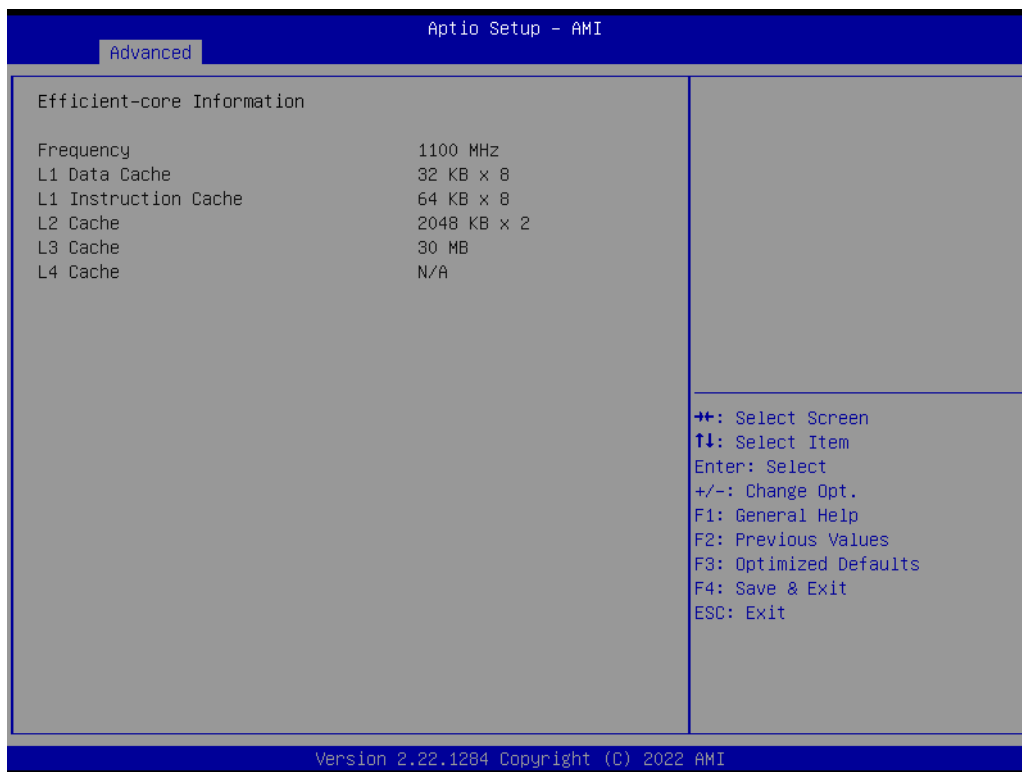 Aptio Setup – AMI
Advanced
Efficient-core Information
Frequency 1100 MHz
L1 Data Cache 32 KB x 8
L1 Instruction Cache 64 KB x 8
L2 Cache 2048 KB x 2
L3 Cache 30 MB
L4 Cache N/A
→←: Select Screen
↑↓: Select Item
Enter: Select
+/-: Change Opt.
F1: General Help
F2: Previous Values
F3: Optimized Defaults
F4: Save & Exit
ESC: Exit
Version 2.22.1284 Copyright (C) 2022 AMI